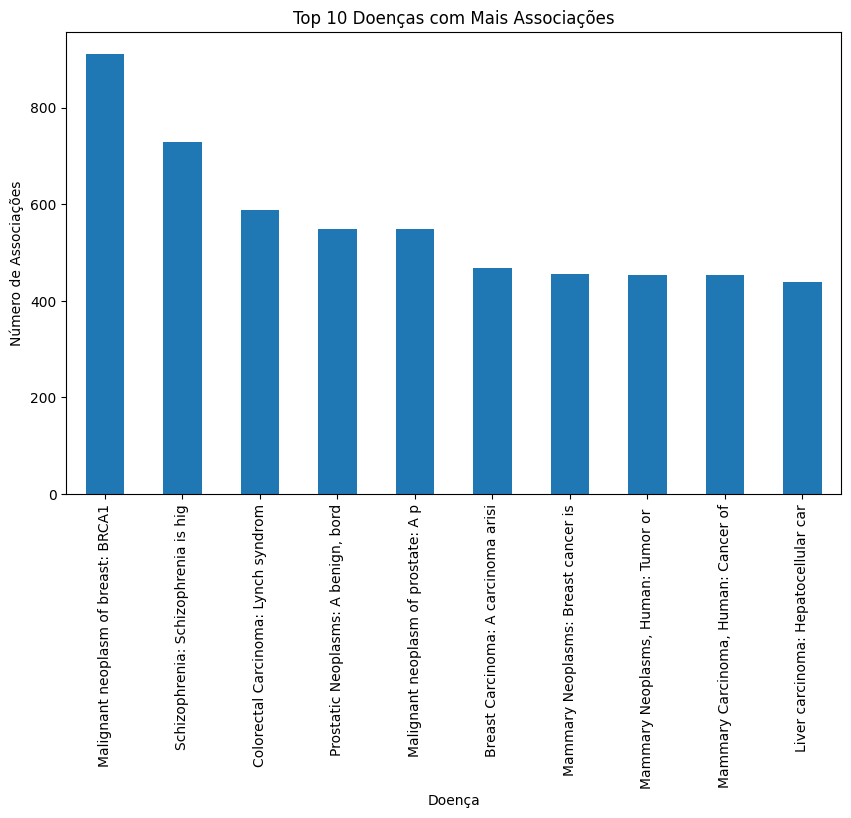 Top 10 Doenças com Mais Associações
Número de Associações
800
600
400
200
0
Malignant neoplasm of breast: BRCA1
Schizophrenia: Schizophrenia is hig
Colorectal Carcinoma: Lynch syndrom
Prostatic Neoplasms: A benign, bord
Malignant neoplasm of prostate: A p
Breast Carcinoma: A carcinoma arisi
Mammary Neoplasms: Breast cancer is
Mammary Neoplasms, Human: Tumor or
Mammary Carcinoma, Human: Cancer of
Liver carcinoma: Hepatocellular car
Doença